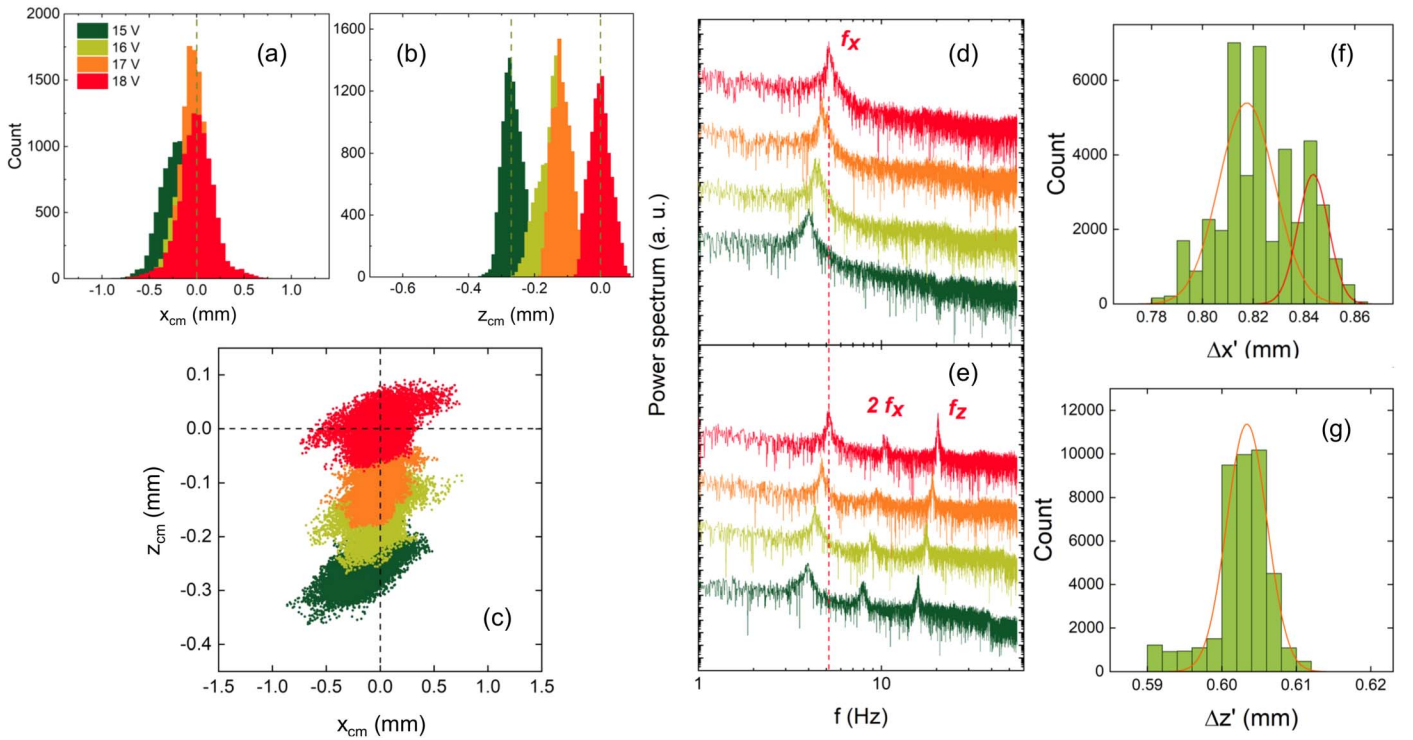 2000
1500
1000
500
0
Count
15 V
16 V
17 V
18 V
(a)
-1.0
-0.5
0.0
0.5
1.0
x_cm (mm)
1600
1200
800
400
0
(b)
-0.6
-0.4
-0.2
0.0
z_cm (mm)
0.1
0.0
-0.1
-0.2
-0.3
-0.4
z_cm (mm)
(c)
-1.5
-1.0
-0.5
0.0
0.5
1.0
1.5
x_cm (mm)
Power spectrum (a. u.)
f_x
(d)
(e)
2 f_x
f_z
1
10
f (Hz)
6000
4000
2000
0
Count
(f)
0.78
0.80
0.82
0.84
0.86
Δx' (mm)
12000
10000
8000
6000
4000
2000
0
Count
(g)
0.59
0.60
0.61
0.62
Δz' (mm)